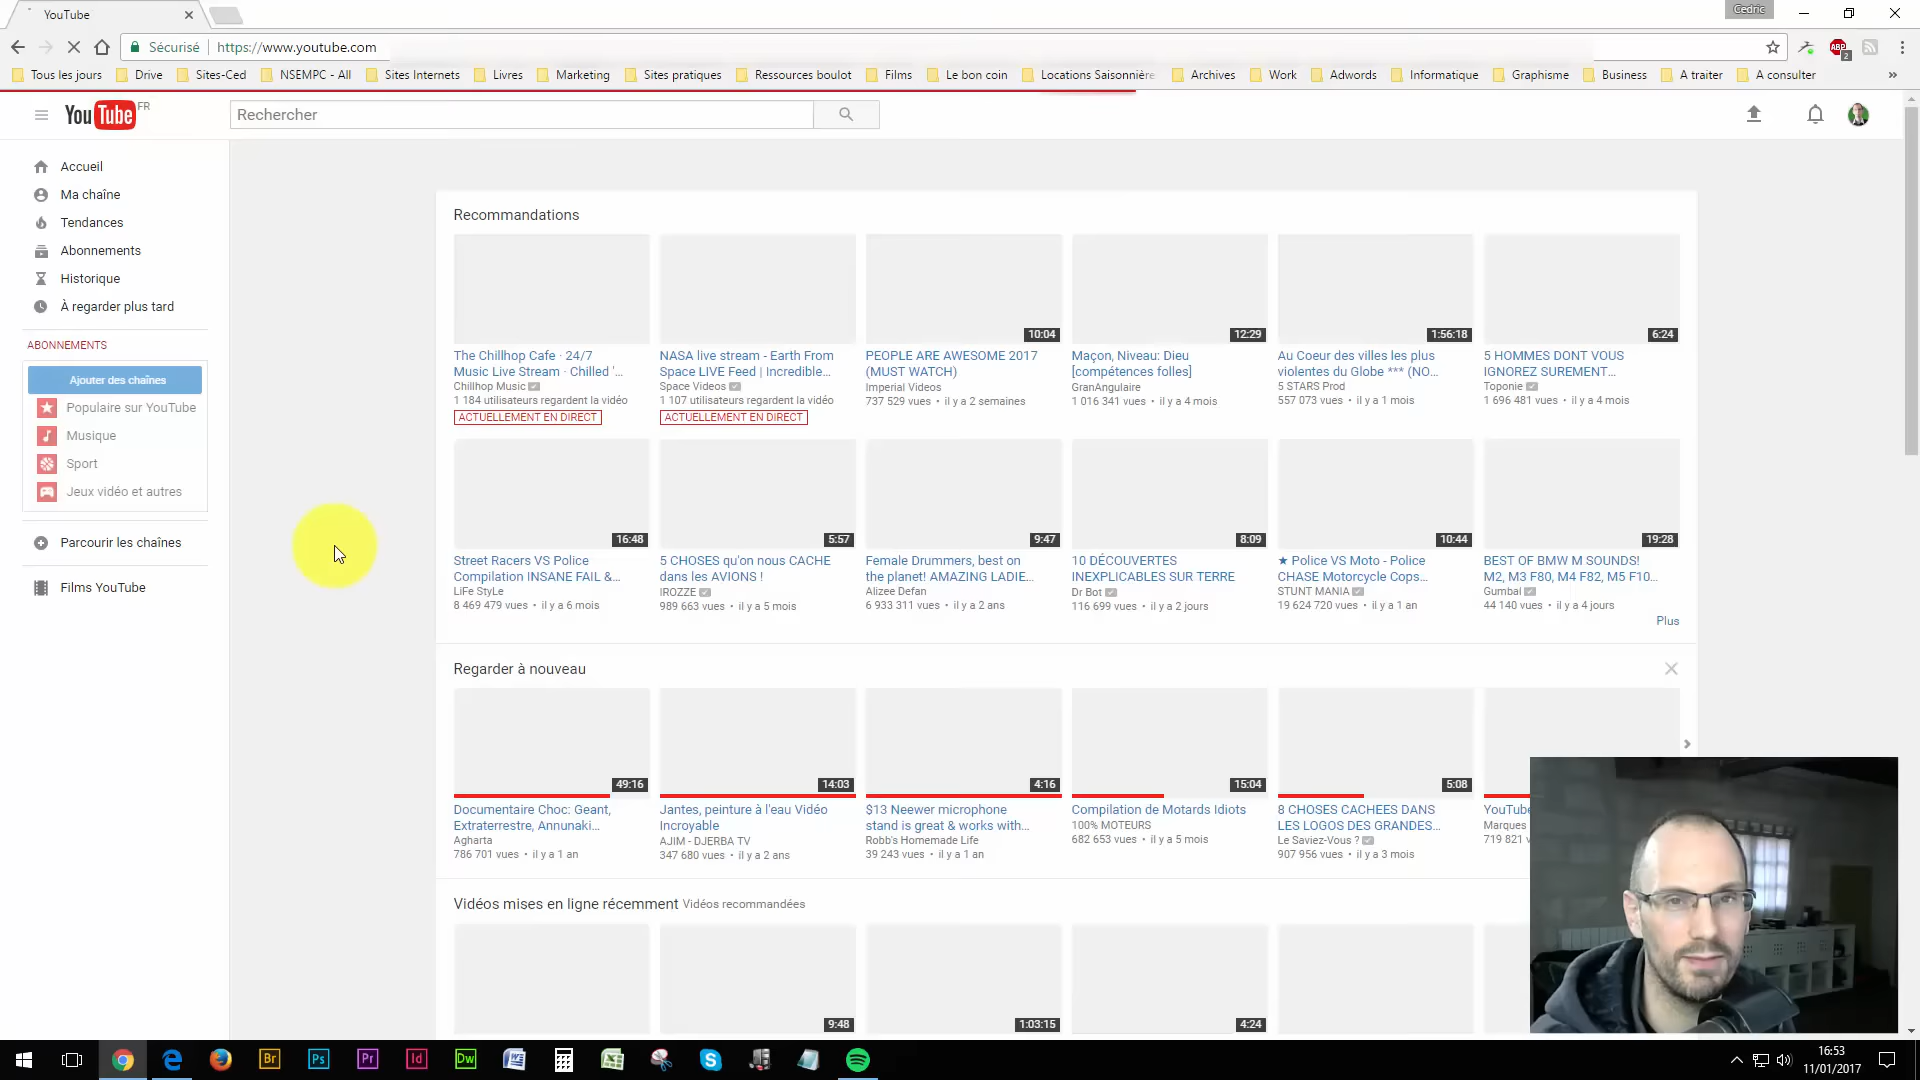 YouTube
Cedric
Sécurisé
https://www.youtube.com
ABP
2
Tous les jours
Drive
Sites-Ced
NSEMPC - All
Sites Internets
Livres
Marketing
Sites pratiques
Ressources boulot
Films
Le bon coin
Locations Saisonnière
Archives
Work
Adwords
Informatique
Graphisme
Business
A traiter
A consulter
»
YouTube FR
Rechercher
Accueil
Ma chaîne
Tendances
Abonnements
Historique
À regarder plus tard
ABONNEMENTS
Ajouter des chaînes
Populaire sur YouTube
Musique
Sport
Jeux vidéo et autres
Parcourir les chaînes
Films YouTube
Recommandations
The Chillhop Cafe · 24/7
Music Live Stream · Chilled '...
Chillhop Music
1 184 utilisateurs regardent la vidéo
ACTUELLEMENT EN DIRECT
NASA live stream - Earth From
Space LIVE Feed | Incredible...
Space Videos
1 107 utilisateurs regardent la vidéo
ACTUELLEMENT EN DIRECT
10:04
PEOPLE ARE AWESOME 2017
(MUST WATCH)
Imperial Videos
737 529 vues • il y a 2 semaines
12:29
Maçon, Niveau: Dieu
[compétences folles]
GranAngulaire
1 016 341 vues • il y a 4 mois
1:56:18
Au Coeur des villes les plus
violentes du Globe *** (NO...
5 STARS Prod
557 073 vues • il y a 1 mois
6:24
5 HOMMES DONT VOUS
IGNOREZ SUREMENT...
Toponie
1 696 481 vues • il y a 4 mois
16:48
Street Racers VS Police
Compilation INSANE FAIL &...
LiFe StyLe
8 469 479 vues • il y a 6 mois
5:57
5 CHOSES qu'on nous CACHE
dans les AVIONS !
IROZZE
989 663 vues • il y a 5 mois
9:47
Female Drummers, best on
the planet! AMAZING LADIE...
Alizee Defan
6 933 311 vues • il y a 2 ans
8:09
10 DÉCOUVERTES
INEXPLICABLES SUR TERRE
Dr Bot
116 699 vues • il y a 2 jours
10:44
★ Police VS Moto - Police
CHASE Motorcycle Cops...
STUNT MANIA
19 624 720 vues • il y a 1 an
19:28
BEST OF BMW M SOUNDS!
M2, M3 F80, M4 F82, M5 F10...
Gumbal
44 140 vues • il y a 4 jours
Plus
Regarder à nouveau
49:16
Documentaire Choc: Geant,
Extraterrestre, Annunaki...
Agharta
786 701 vues • il y a 1 an
14:03
Jantes, peinture à l'eau Vidéo
Incroyable
AJIM - DJERBA TV
347 680 vues • il y a 2 ans
4:16
$13 Neewer microphone
stand is great & works with...
Robb's Homemade Life
39 243 vues • il y a 1 an
15:04
Compilation de Motards Idiots
100% MOTEURS
682 653 vues • il y a 5 mois
5:08
8 CHOSES CACHEES DANS
LES LOGOS DES GRANDES...
Le Saviez-Vous ?
907 956 vues • il y a 3 mois
YouTube
Marques
719 821 v
Vidéos mises en ligne récemment Vidéos recommandées
9:48
1:03:15
4:24
Br
Ps
Pr
Id
Dw
16:53
11/01/2017